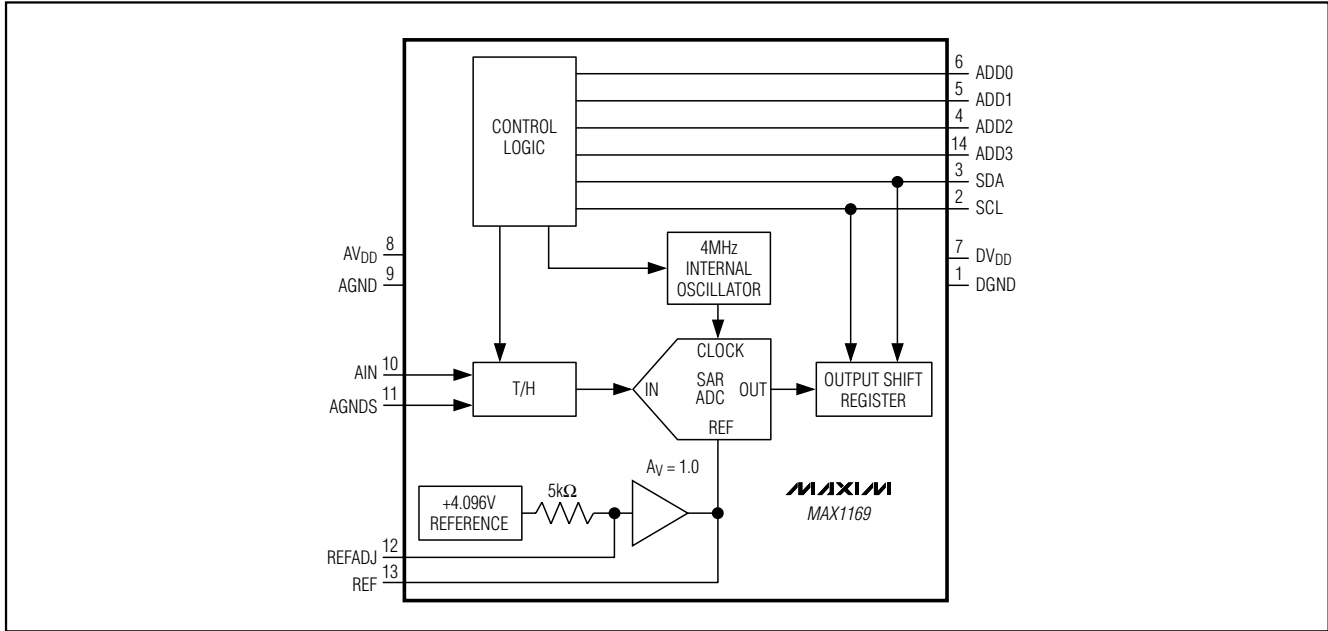 CONTROL
LOGIC
6 ADD0
5 ADD1
4 ADD2
14 ADD3
3 SDA
2 SCL
AVDD 8
AGND 9
4MHz
INTERNAL
OSCILLATOR
7 DVDD
1 DGND
AIN 10
AGNDS 11
T/H
CLOCK
IN
SAR
ADC
OUT
REF
OUTPUT SHIFT
REGISTER
AV = 1.0
+4.096V
REFERENCE
5kΩ
MAXIM
MAX1169
REFADJ 12
REF 13